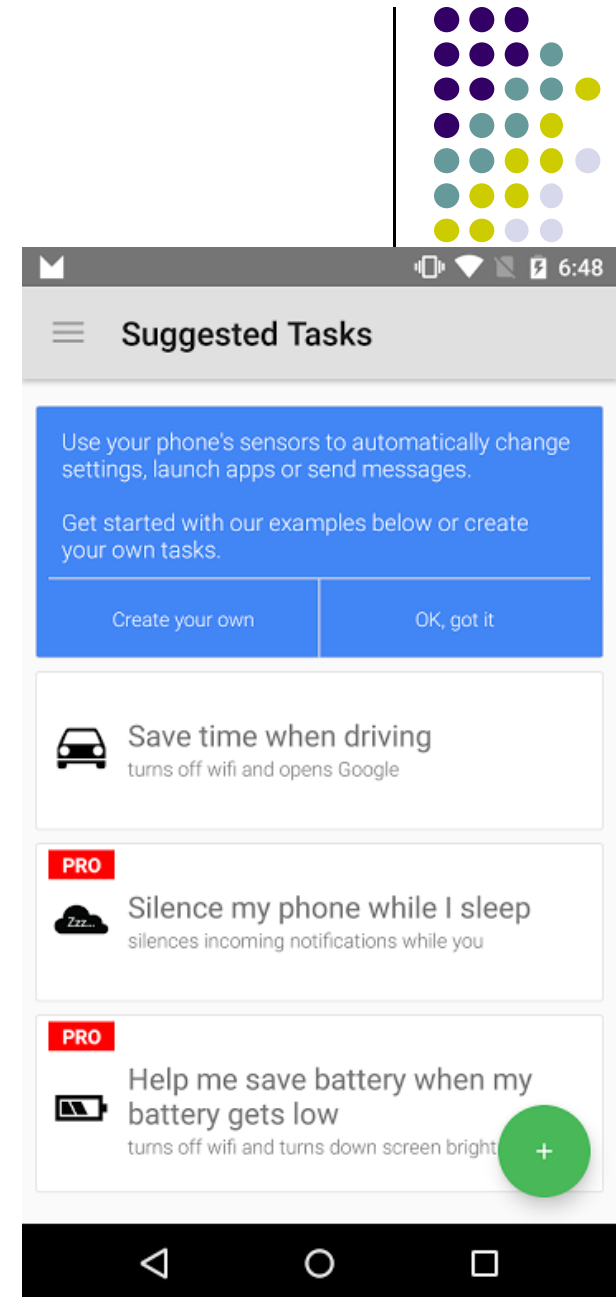 6:48
Suggested Tasks
Use your phone's sensors to automatically change
settings, launch apps or send messages.
Get started with our examples below or create
your own tasks.
Create your own
OK, got it
Save time when driving
turns off wifi and opens Google
PRO
Zzz...
Silence my phone while I sleep
silences incoming notifications while you
PRO
Help me save battery when my
battery gets low
turns off wifi and turns down screen bright
+